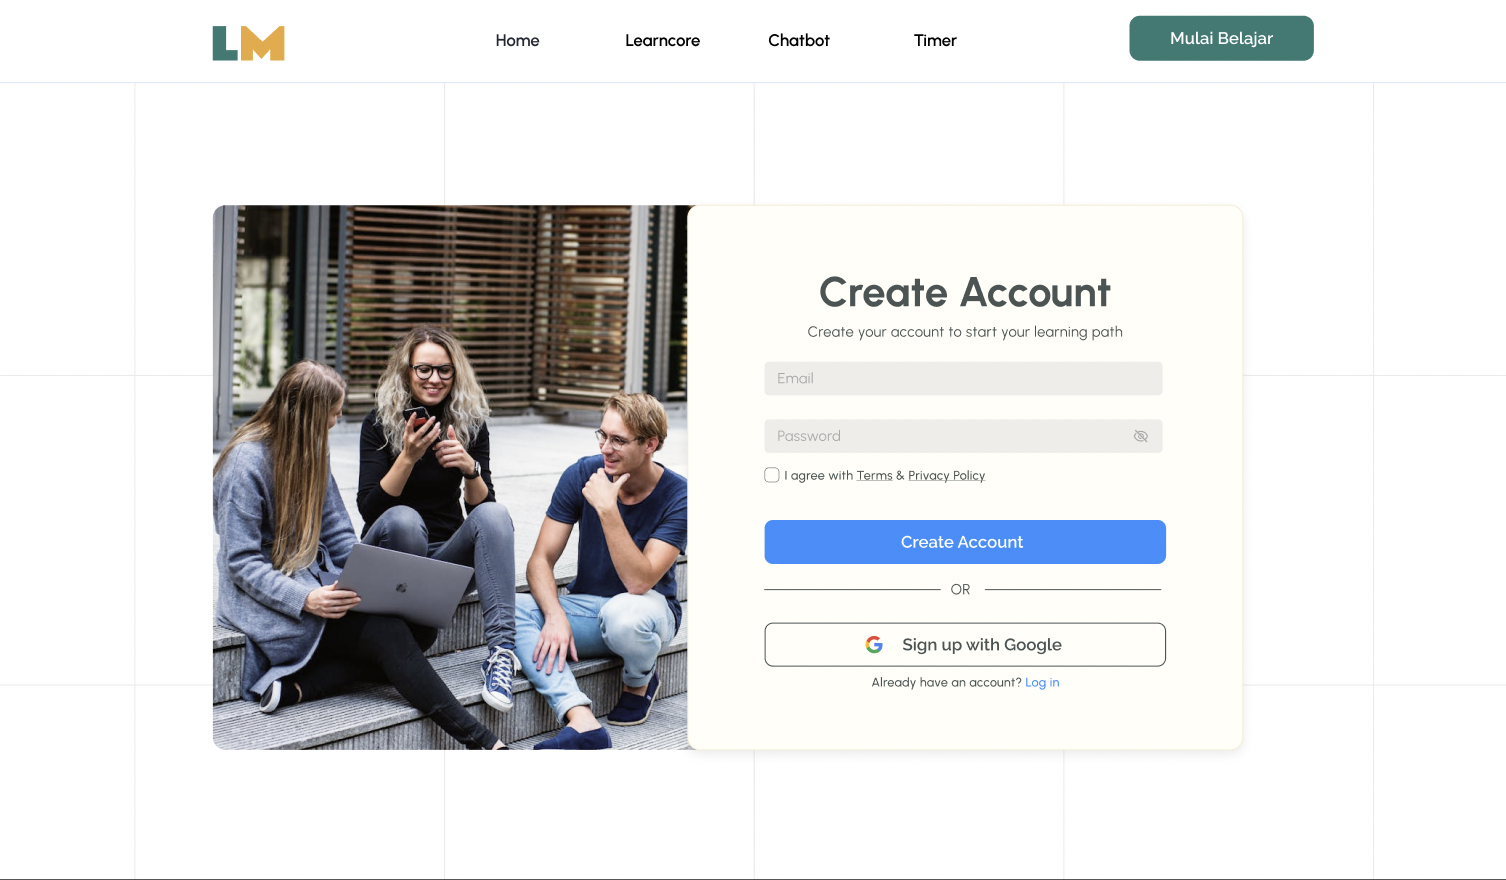 LM
Home
Learncore
Chatbot
Timer
Mulai Belajar
Create Account
Create your account to start your learning path
Email
Password
I agree with Terms & Privacy Policy
Create Account
OR
Sign up with Google
Already have an account? Log in